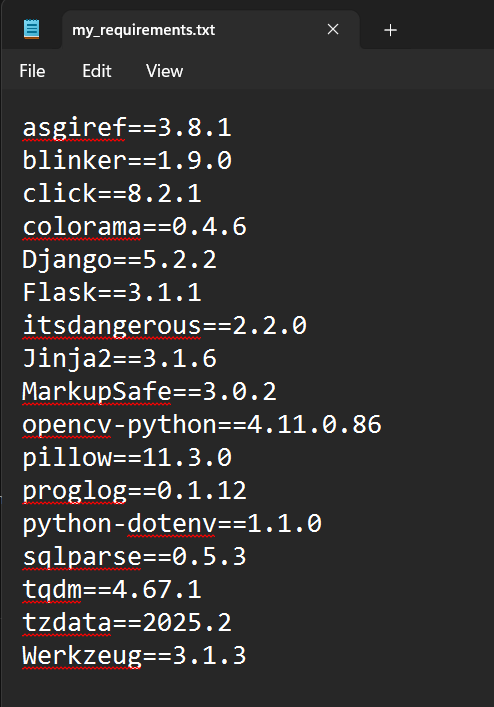 my_requirements.txt
File Edit View
asgiref==3.8.1
blinker==1.9.0
click==8.2.1
colorama==0.4.6
Django==5.2.2
Flask==3.1.1
itsdangerous==2.2.0
Jinja2==3.1.6
MarkupSafe==3.0.2
opencv-python==4.11.0.86
pillow==11.3.0
proglog==0.1.12
python-dotenv==1.1.0
sqlparse==0.5.3
tqdm==4.67.1
tzdata==2025.2
Werkzeug==3.1.3